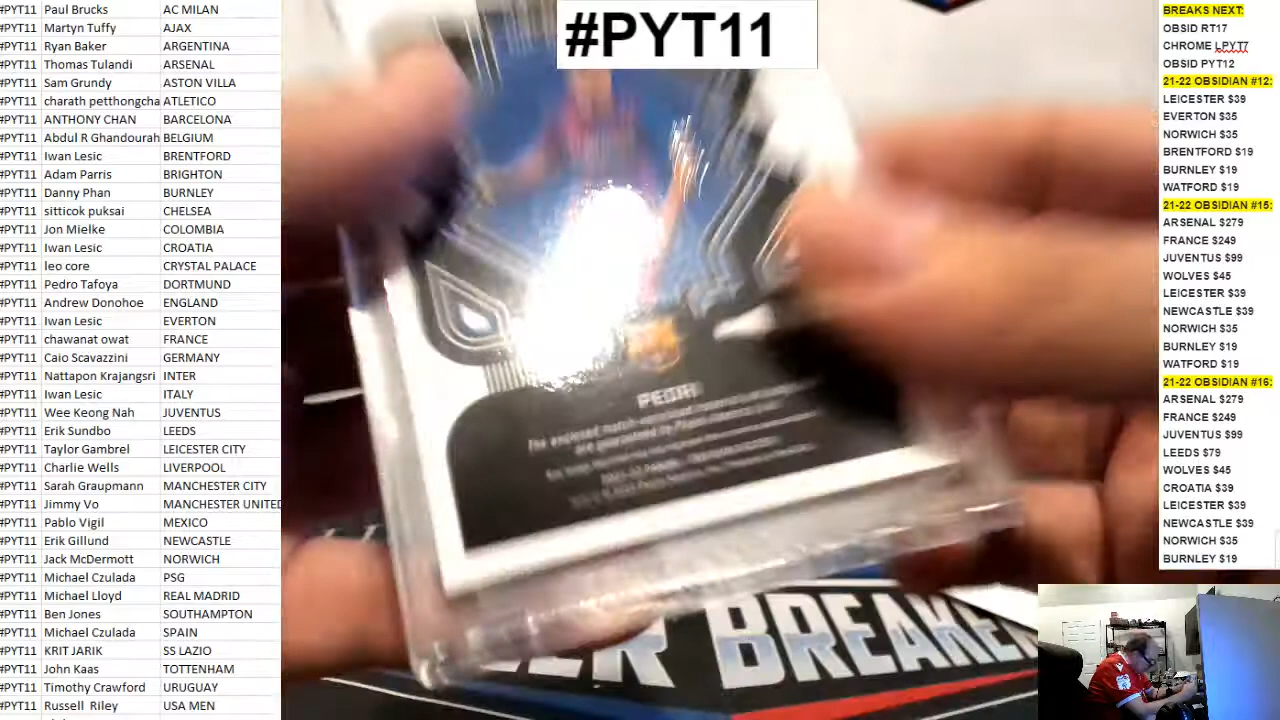 #PYT11 Paul Brucks AC MILAN
#PYT11 Martyn Tuffy AJAX
#PYT11 Ryan Baker ARGENTINA
#PYT11 Thomas Tulandi ARSENAL
#PYT11 Sam Grundy ASTON VILLA
#PYT11 charath petthongcha ATLETICO
#PYT11 ANTHONY CHAN BARCELONA
#PYT11 Abdul R Ghandourah BELGIUM
#PYT11 Iwan Lesic BRENTFORD
#PYT11 Adam Parris BRIGHTON
#PYT11 Danny Phan BURNLEY
#PYT11 sitticok puksai CHELSEA
#PYT11 Jon Mielke COLOMBIA
#PYT11 Iwan Lesic CROATIA
#PYT11 leo core CRYSTAL PALACE
#PYT11 Pedro Tafoya DORTMUND
#PYT11 Andrew Donohoe ENGLAND
#PYT11 Iwan Lesic EVERTON
#PYT11 chawanat owat FRANCE
#PYT11 Caio Scavazzini GERMANY
#PYT11 Nattapon Krajangsri INTER
#PYT11 Iwan Lesic ITALY
#PYT11 Wee Keong Nah JUVENTUS
#PYT11 Erik Sundbo LEEDS
#PYT11 Taylor Gambrel LEICESTER CITY
#PYT11 Charlie Wells LIVERPOOL
#PYT11 Sarah Graupmann MANCHESTER CITY
#PYT11 Jimmy Vo MANCHESTER UNITED
#PYT11 Pablo Vigil MEXICO
#PYT11 Erik Gillund NEWCASTLE
#PYT11 Jack McDermott NORWICH
#PYT11 Michael Czulada PSG
#PYT11 Michael Lloyd REAL MADRID
#PYT11 Ben Jones SOUTHAMPTON
#PYT11 Michael Czulada SPAIN
#PYT11 KRIT JARIK SS LAZIO
#PYT11 John Kaas TOTTENHAM
#PYT11 Timothy Crawford URUGUAY
#PYT11 Russell Riley USA MEN
#PYT11
PEDRI
The enclosed
are guaranteed by
BREAKE
BREAKS NEXT:
OBSID RT17
CHROME LPYT7
OBSID PYT12
21-22 OBSIDIAN #12:
LEICESTER $39
EVERTON $35
NORWICH $35
BRENTFORD $19
BURNLEY $19
WATFORD $19
21-22 OBSIDIAN #15:
ARSENAL $279
FRANCE $249
JUVENTUS $99
WOLVES $45
LEICESTER $39
NEWCASTLE $39
NORWICH $35
BURNLEY $19
WATFORD $19
21-22 OBSIDIAN #16:
ARSENAL $279
FRANCE $249
JUVENTUS $99
LEEDS $79
WOLVES $45
CROATIA $39
LEICESTER $39
NEWCASTLE $39
NORWICH $35
BURNLEY $19